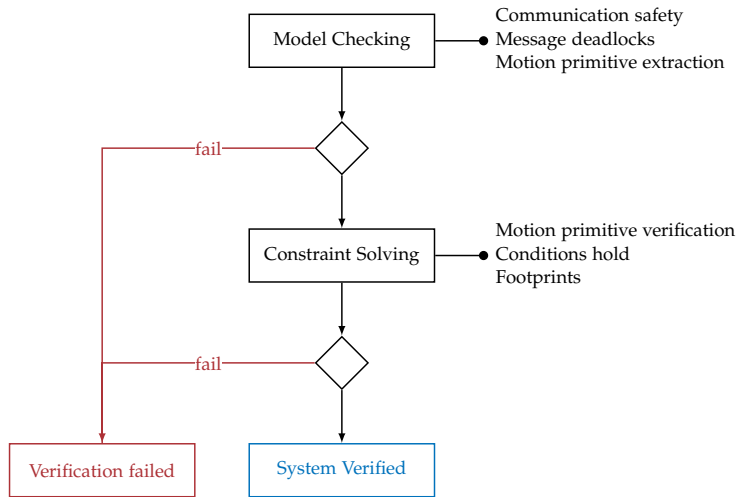 Model Checking
Communication safety
Message deadlocks
Motion primitive extraction
fail
Constraint Solving
Motion primitive verification
Conditions hold
Footprints
fail
Verification failed
System Verified